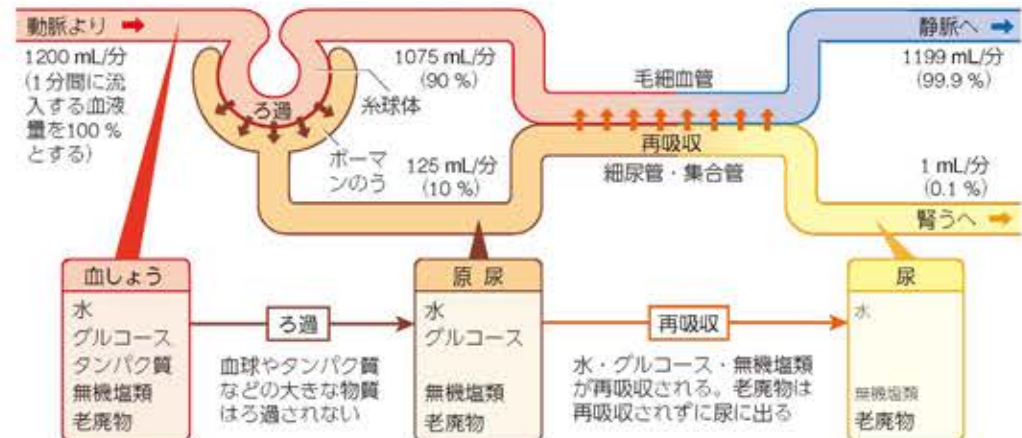 動脈より
1200 mL/分
(1分間に流
入する血液
量を100 %
とする)
ろ過
糸球体
ボーマ
ンのう
1075 mL/分
(90 %)
125 mL/分
(10 %)
毛細血管
再吸収
細尿管・集合管
静脈へ
1199 mL/分
(99.9 %)
1 mL/分
(0.1 %)
腎うへ
血しょう
水
グルコース
タンパク質
無機塩類
老廃物
ろ過
血球やタンパク質
などの大きな物質
はろ過されない
原尿
水
グルコース
無機塩類
老廃物
再吸収
水・グルコース・無機塩類
が再吸収される。老廃物は
再吸収されずに尿に出る
尿
水
無機塩類
老廃物